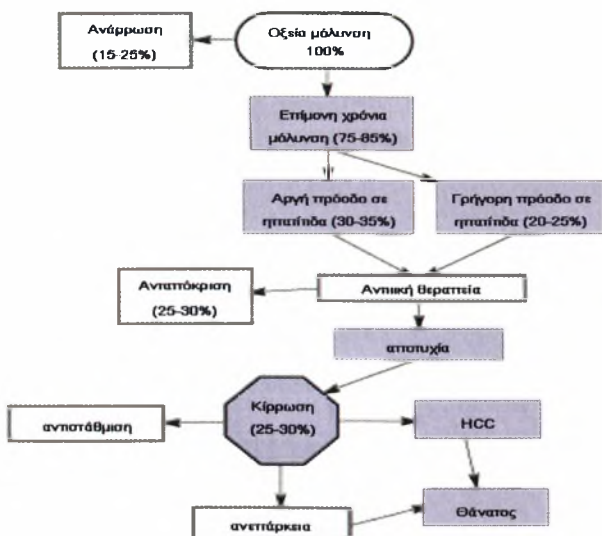 Ανάρρωση
(15-25%)
Οξεία μόλυνση
100%
Επίμονη χρόνια
μόλυνση (75-85%)
Αργή πρόοδο σε
ηπατίτιδα (30-35%)
Γρήγορη πρόοδο σε
ηπατίτιδα (20-25%)
Ανταπόκριση
(25-30%)
Αντιική θεραπεία
αποτυχία
Κίρρωση
(25-30%)
αντιστάθμιση
HCC
ανεπάρκεια
Θάνατος